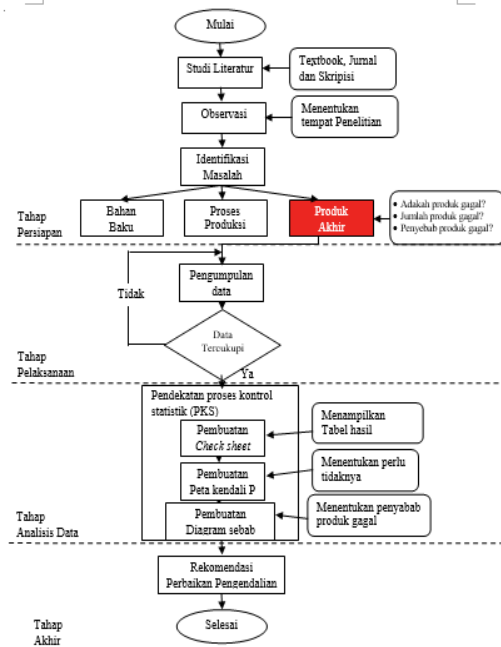 Mulai
Studi Literatur
Textbook, Jurnal
dan Skripisi
Observasi
Menentukan
tempat Penelitian
Identifikasi
Masalah
Tahap
Persiapan
Bahan
Baku
Proses
Produksi
Produk
Akhir
• Adakah produk gagal?
• Jumlah produk gagal?
• Penyebab produk gagal?
Pengumpulan
data
Tidak
Data
Tercukupi
Ya
Tahap
Pelaksanaan
Pendekatan proses kontrol
statistik (PKS)
Pembuatan
Check sheet
Menampilkan
Tabel hasil
Pembuatan
Peta kendali P
Menentukan perlu
tidaknya
Pembuatan
Diagram sebab
Menentukan penyabab
produk gagal
Tahap
Analisis Data
Rekomendasi
Perbaikan Pengendalian
Tahap
Akhir
Selesai